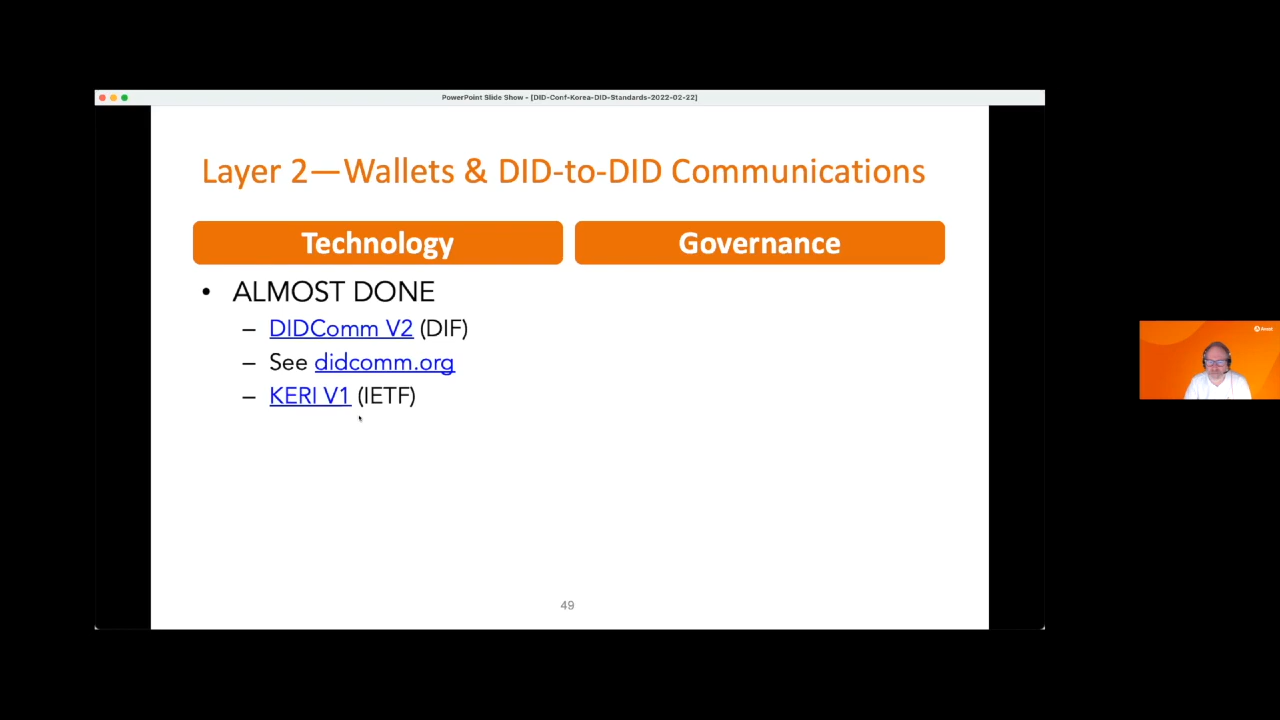 PowerPoint Slide Show - [DID-Conf-Korea-DID-Standards-2022-02-22]
Layer 2—Wallets & DID-to-DID Communications
Technology
Governance
• ALMOST DONE
– DIDComm V2 (DIF)
– See didcomm.org
– KERI V1 (IETF)
49
Avast